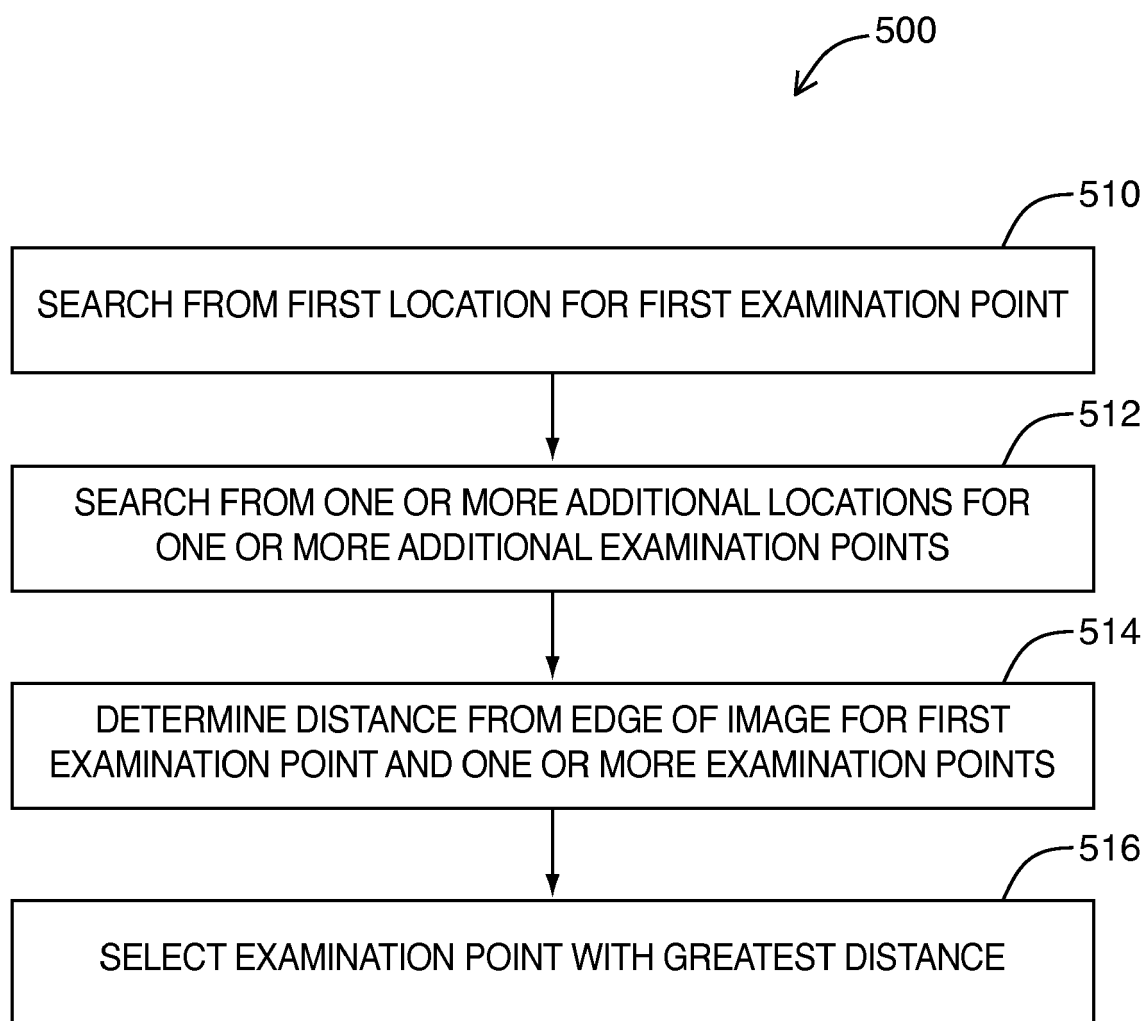 500
510
SEARCH FROM FIRST LOCATION FOR FIRST EXAMINATION POINT
512
SEARCH FROM ONE OR MORE ADDITIONAL LOCATIONS FOR
ONE OR MORE ADDITIONAL EXAMINATION POINTS
514
DETERMINE DISTANCE FROM EDGE OF IMAGE FOR FIRST
EXAMINATION POINT AND ONE OR MORE EXAMINATION POINTS
516
SELECT EXAMINATION POINT WITH GREATEST DISTANCE